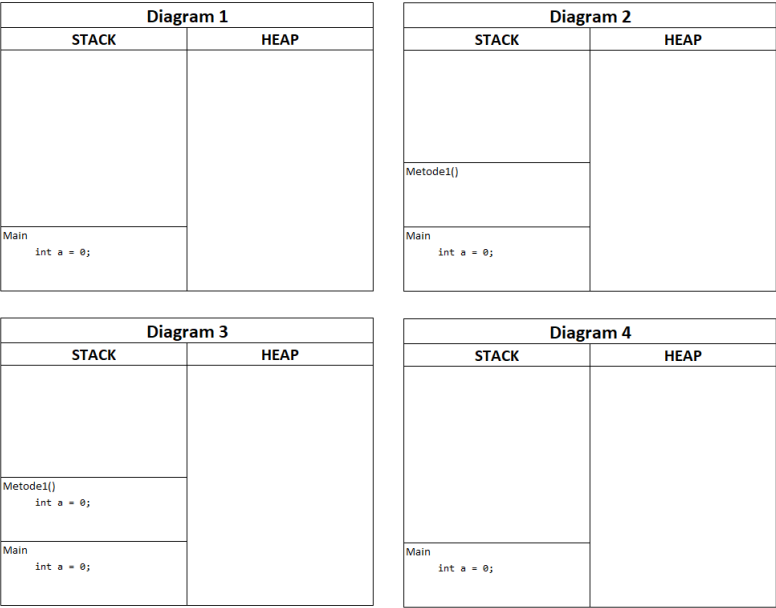 Diagram 1
STACK HEAP
Main
int a = 0;
Diagram 2
STACK HEAP
Metode1()
Main
int a = 0;
Diagram 3
STACK HEAP
Metode1()
int a = 0;
Main
int a = 0;
Diagram 4
STACK HEAP
Main
int a = 0;